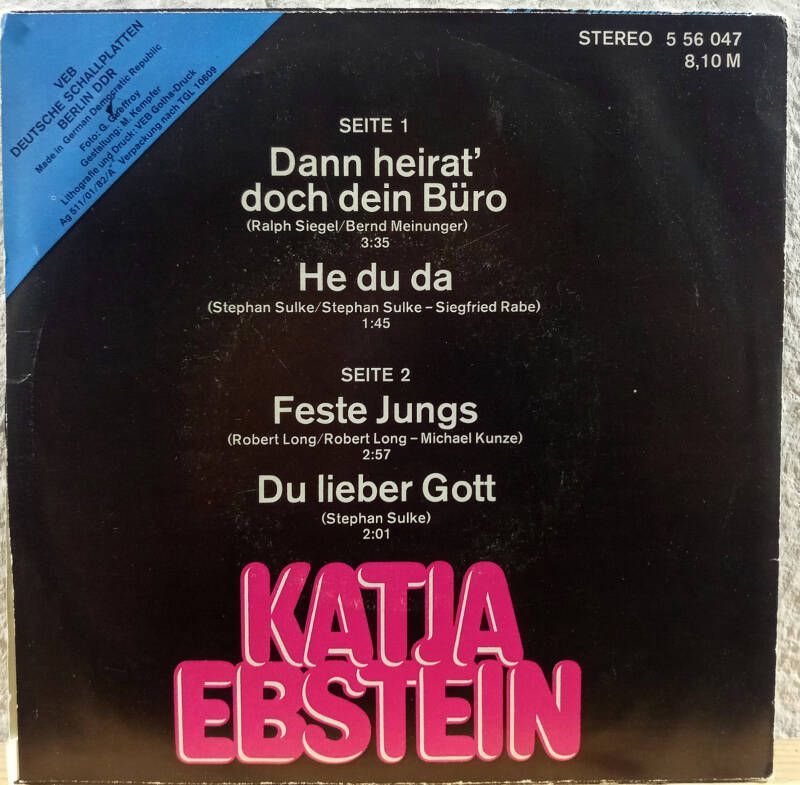 VEB
DEUTSCHE SCHALLPLATTEN
BERLIN DDR
Made in German Democratic Republic
Foto: G. Gueffroy
Gestaltung: M. Kempfer
Lithografie und Druck: VEB Gotha-Druck
Ag 511/01/82/A Verpackung nach TGL 10609
STEREO 5 56 047
8,10 M
SEITE 1
Dann heirat'
doch dein Büro
(Ralph Siegel/Bernd Meinunger)
3:35
He du da
(Stephan Sulke/Stephan Sulke – Siegfried Rabe)
1:45
SEITE 2
Feste Jungs
(Robert Long/Robert Long – Michael Kunze)
2:57
Du lieber Gott
(Stephan Sulke)
2:01
KATJA
EBSTEIN